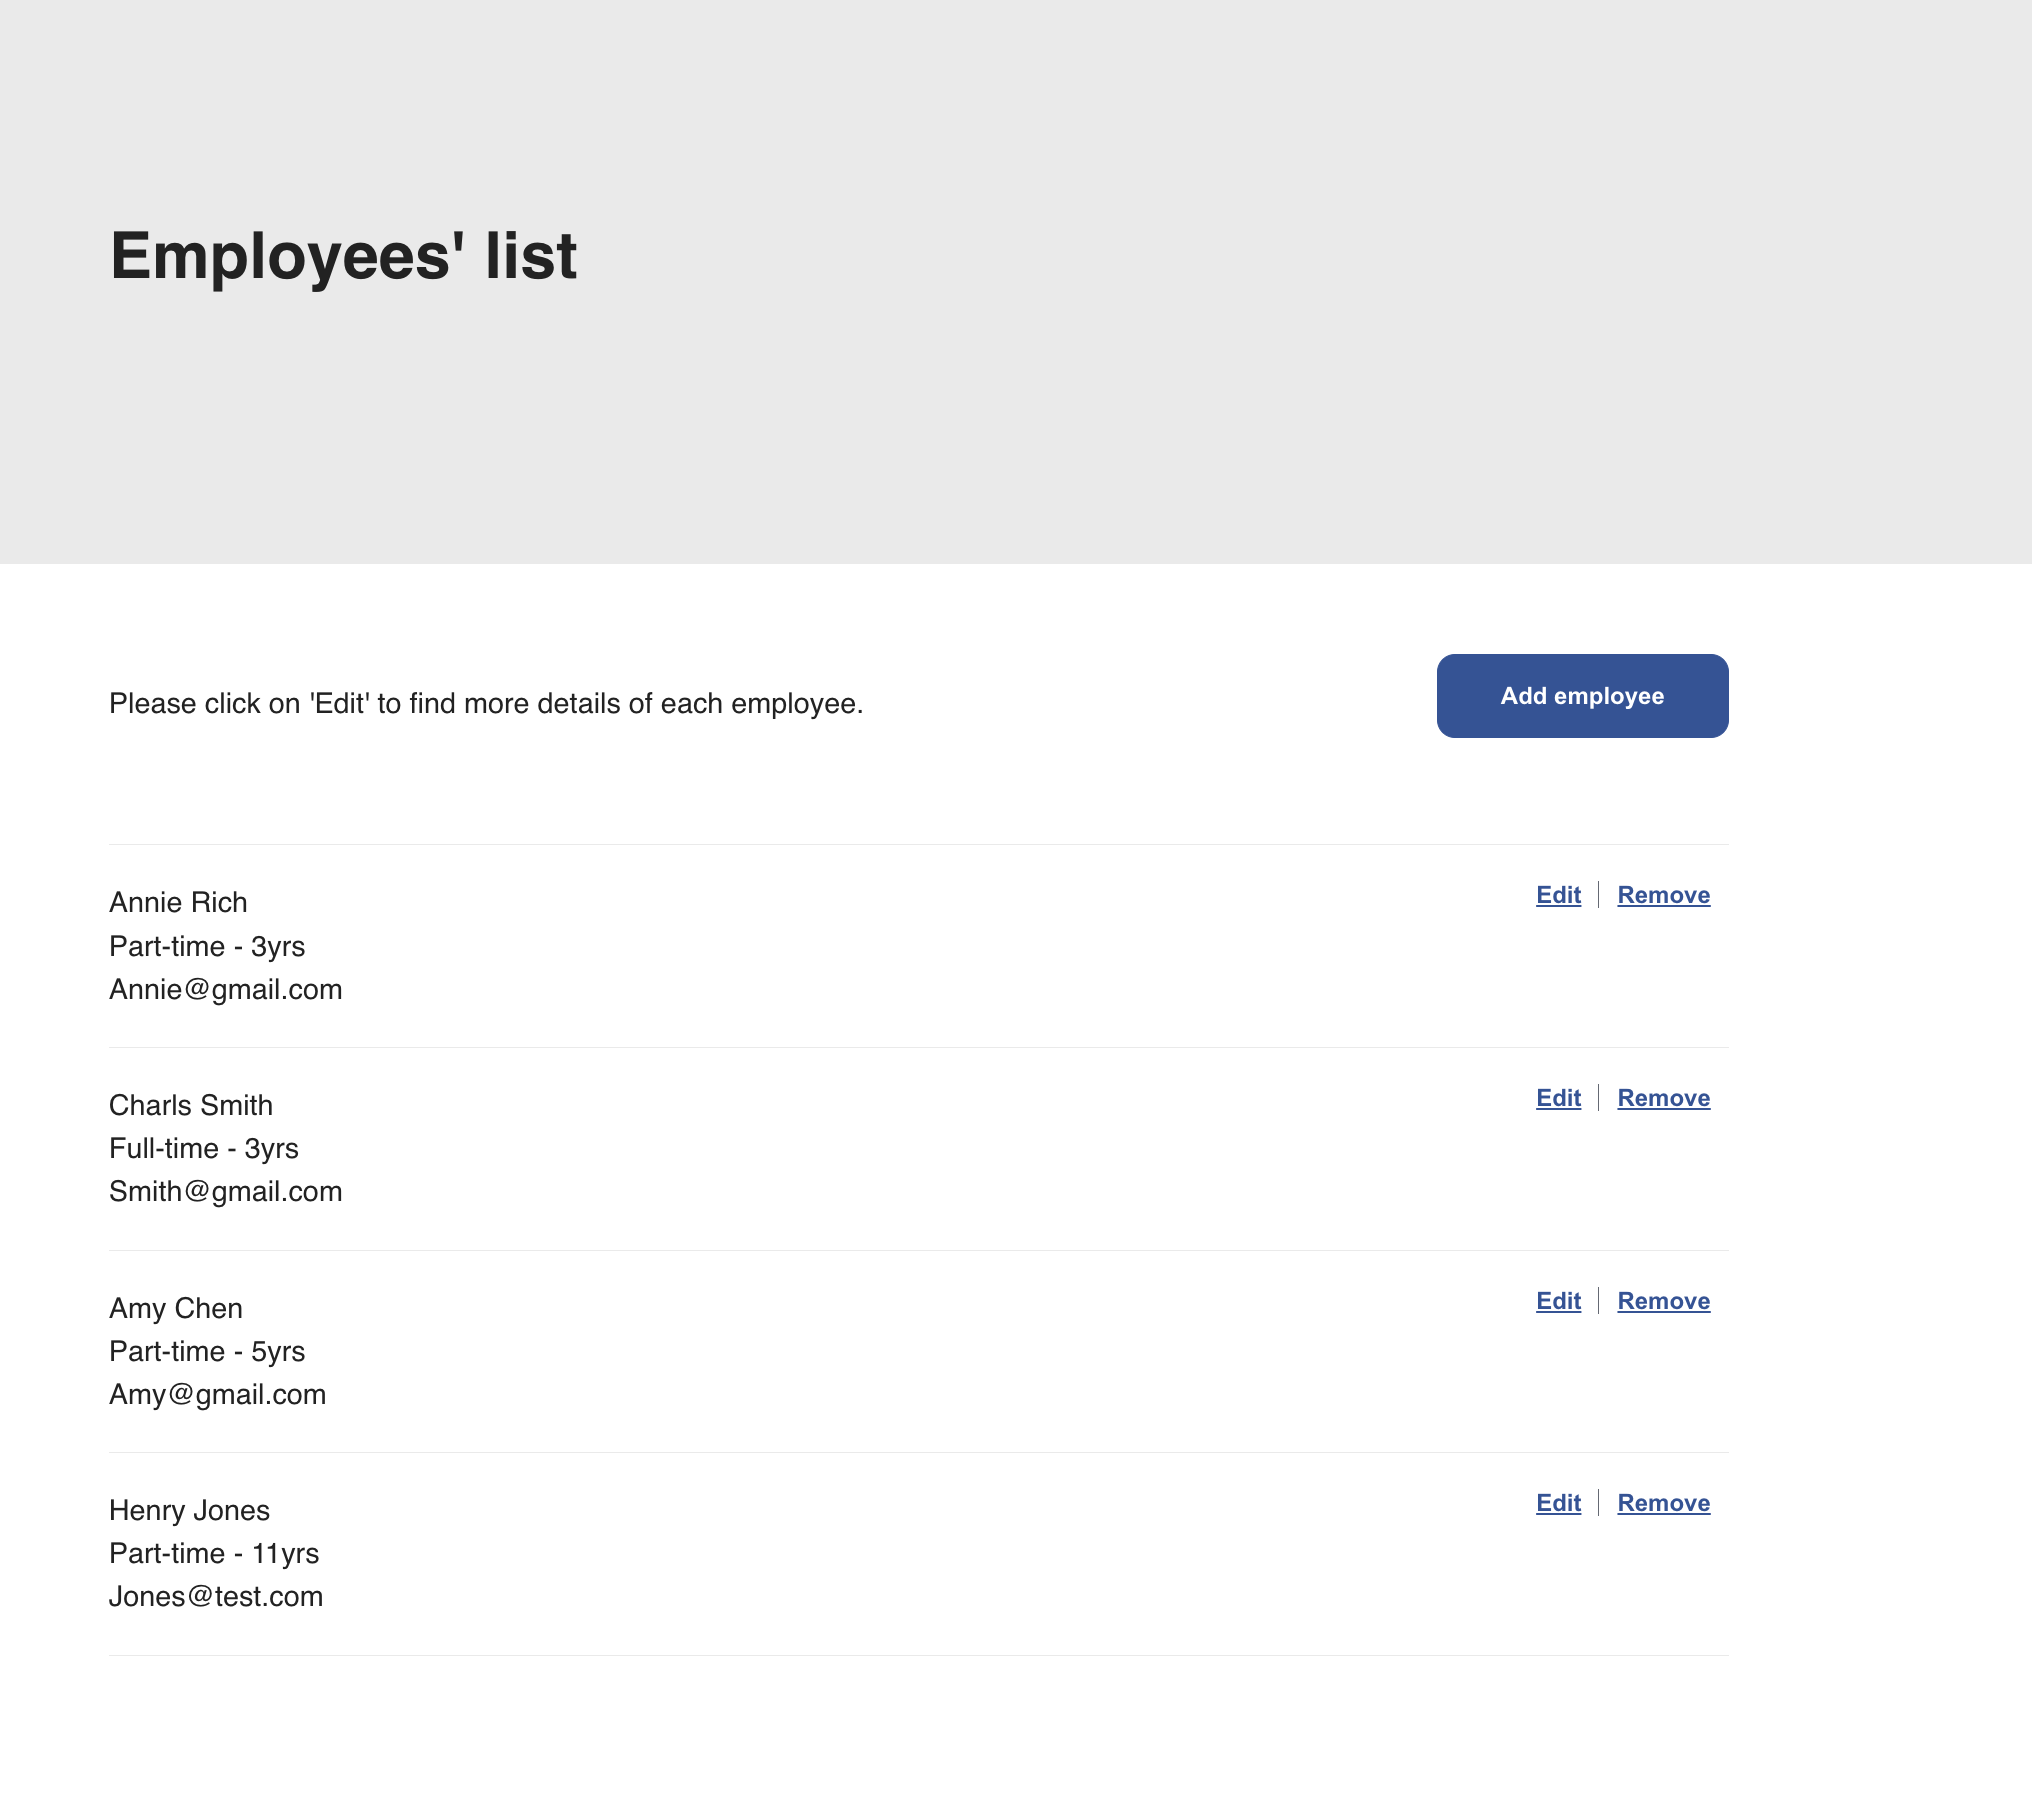 Employees' list
Please click on 'Edit' to find more details of each employee.
Add employee
Annie Rich
Edit | Remove
Part-time - 3yrs
Annie@gmail.com
Charls Smith
Edit | Remove
Full-time - 3yrs
Smith@gmail.com
Amy Chen
Edit | Remove
Part-time - 5yrs
Amy@gmail.com
Henry Jones
Edit | Remove
Part-time - 11yrs
Jones@test.com